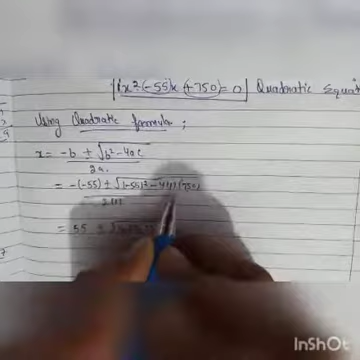 1x²(-55)x(+750)=0 Quadratic
Using Quadratic formula;
x = -b ± √b²-4ac
2a.
= -(-55) ± √(-55)²-4(1)(750)
2(1)
= 55 ±
InShOt